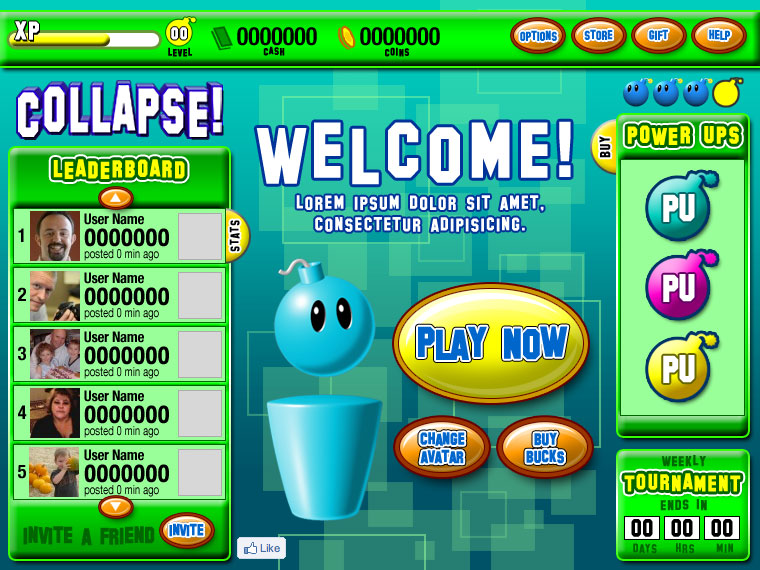 XP
00
LEVEL
0000000
CASH
0000000
COINS
OPTIONS
STORE
GIFT
HELP
COLLAPSE!
LEADERBOARD
1
User Name
0000000
posted 0 min ago
STATS
2
User Name
0000000
posted 0 min ago
3
User Name
0000000
posted 0 min ago
4
User Name
0000000
posted 0 min ago
5
User Name
0000000
posted 0 min ago
INVITE A FRIEND
INVITE
WELCOME!
LOREM IPSUM DOLOR SIT AMET,
CONSECTETUR ADIPISICING.
PLAY NOW
CHANGE
AVATAR
BUY
BUCKS
Like
BUY
POWER UPS
PU
PU
PU
WEEKLY
TOURNAMENT
ENDS IN
00 00 00
DAYS HRS MIN